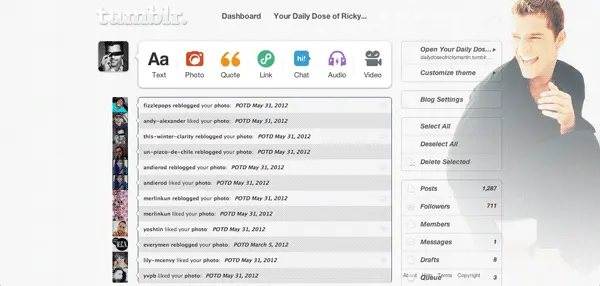 tumblr.
Dashboard
Your Daily Dose of Ricky...
Aa
hi!
Text
Photo
Quote
Link
Chat
Audio
Video
fizzlepops reblogged your photo: POTD May 31, 2012
andy-alexander liked your photo: POTD May 31, 2012
this-winter-clarity reblogged your photo: POTD May 31, 2012
un-pizco-de-chile reblogged your photo: POTD May 31, 2012
andierod reblogged your photo: POTD May 31, 2012
andierod liked your photo: POTD May 31, 2012
merlinkun reblogged your photo: POTD May 31, 2012
merlinkun liked your photo: POTD May 31, 2012
yoshtin liked your photo: POTD May 31, 2012
everymen reblogged your photo: POTD March 5, 2012
lily-mcenvy liked your photo: POTD May 31, 2012
yvpb liked your photo: POTD May 31, 2012
Open Your Daily Dos...
dailydoseofrickymartin.tumblr....
Customize theme
Blog Settings
Select All
Deselect All
Delete Selected
Posts 1,287
Followers 711
Members
Messages 1
Drafts 8
About Help Terms Copyright
Queue 3